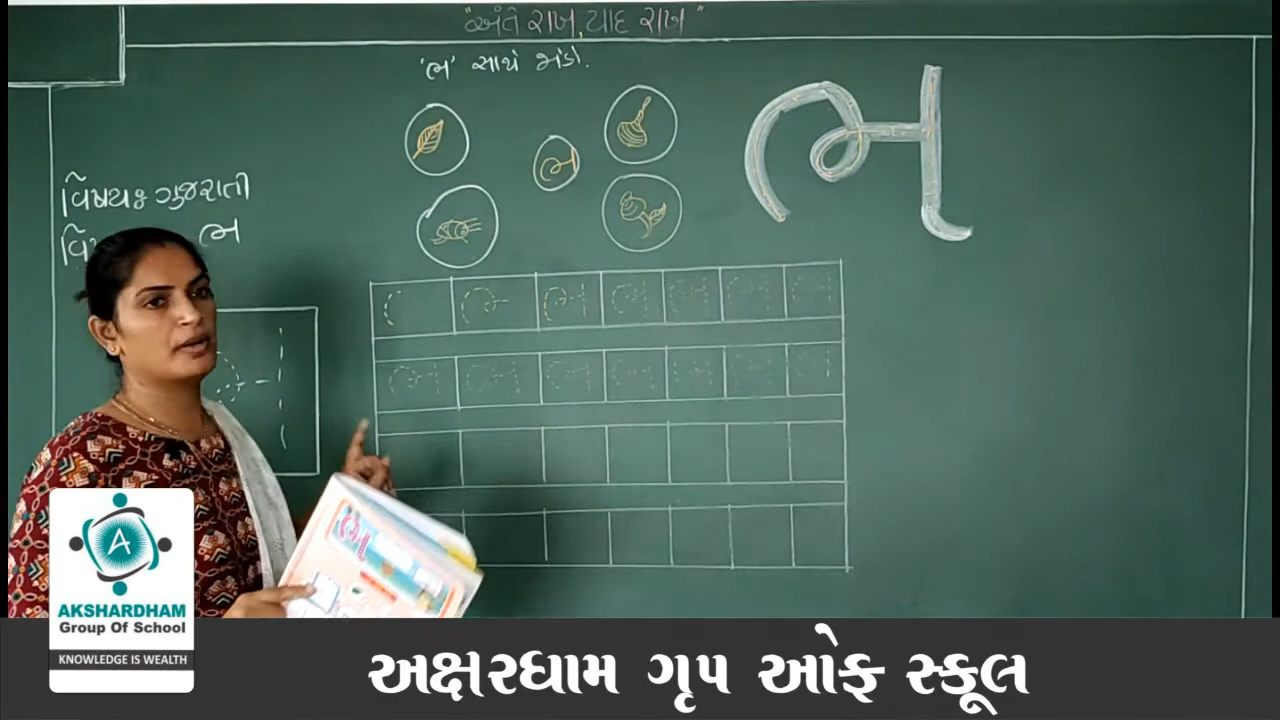 "અંતે રાખ, યાદ રાખ"
'ભ' સાથે જોડો.
ભ
ભ
વિષય : ગુજરાતી
ભ
ભ
A
AKSHARDHAM
Group Of School
KNOWLEDGE IS WEALTH
અક્ષરધામ ગૃપ ઓફ સ્કૂલ